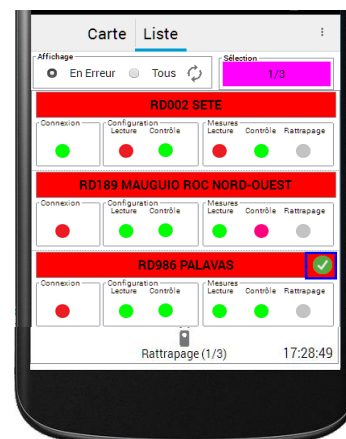 Carte Liste
Affichage
En Erreur Tous
Sélection
1/3
RD002 SETE
Connexion Configuration Mesures
Lecture Contrôle Lecture Contrôle Rattrapage
RD189 MAUGUIO ROC NORD-OUEST
Connexion Configuration Mesures
Lecture Contrôle Lecture Contrôle Rattrapage
RD986 PALAVAS
Connexion Configuration Mesures
Lecture Contrôle Lecture Contrôle Rattrapage
Rattrapage (1/3) 17:28:49